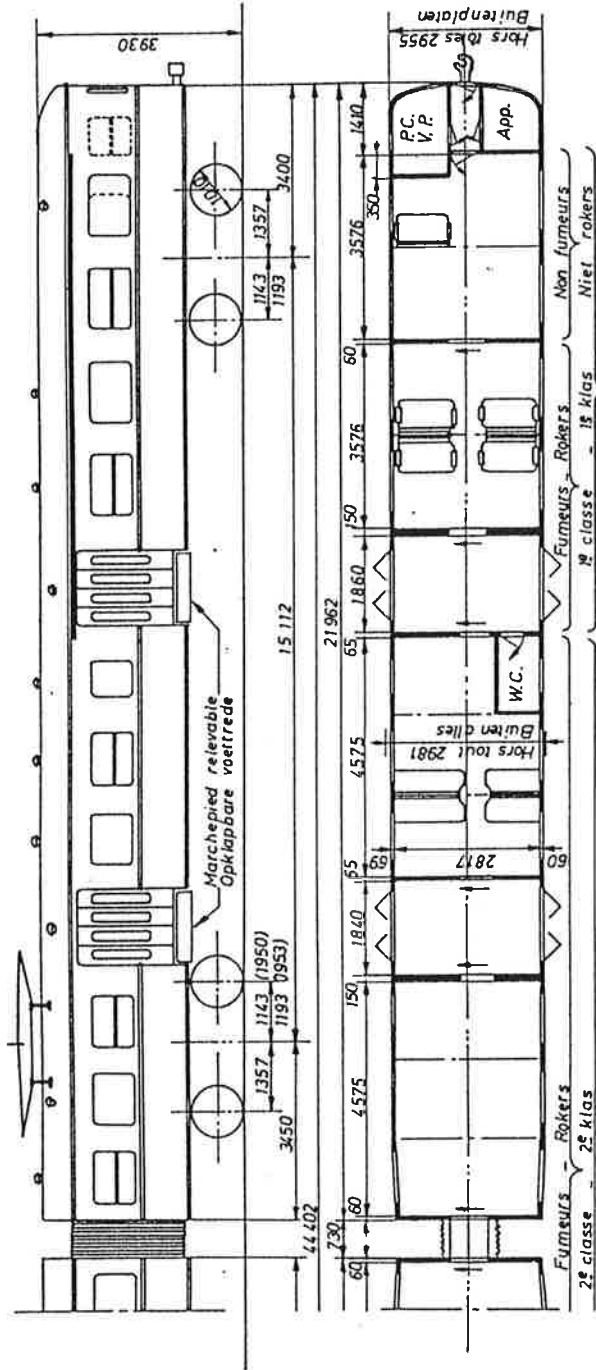 3930
1010
1357
3400
1143
1193
Marchepied relevable
Opklapbare voettrede
(1950)
(1953)
1143
1193
1357
3450
15 112
21 962
44 402
730
60
60
4575
150
1840
65
4575
65
1860
150
3576
60
3576
350
1410
P.C.
V.P.
App.
W.C.
Hors tôles 2955
Buitenplaten
Hors tout 2981
Buiten alles
69
2817
60
Fumeurs - Rokers
2e classe - 2e klas
Fumeurs - Rokers
Non fumeurs
Niet rokers
1e classe - 1e klas